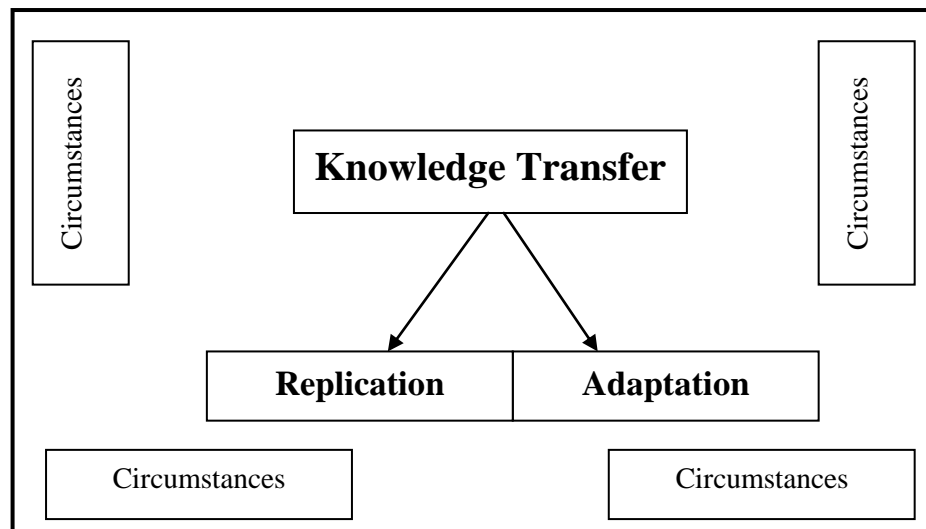 Circumstances
Circumstances
Knowledge Transfer
Replication
Adaptation
Circumstances
Circumstances